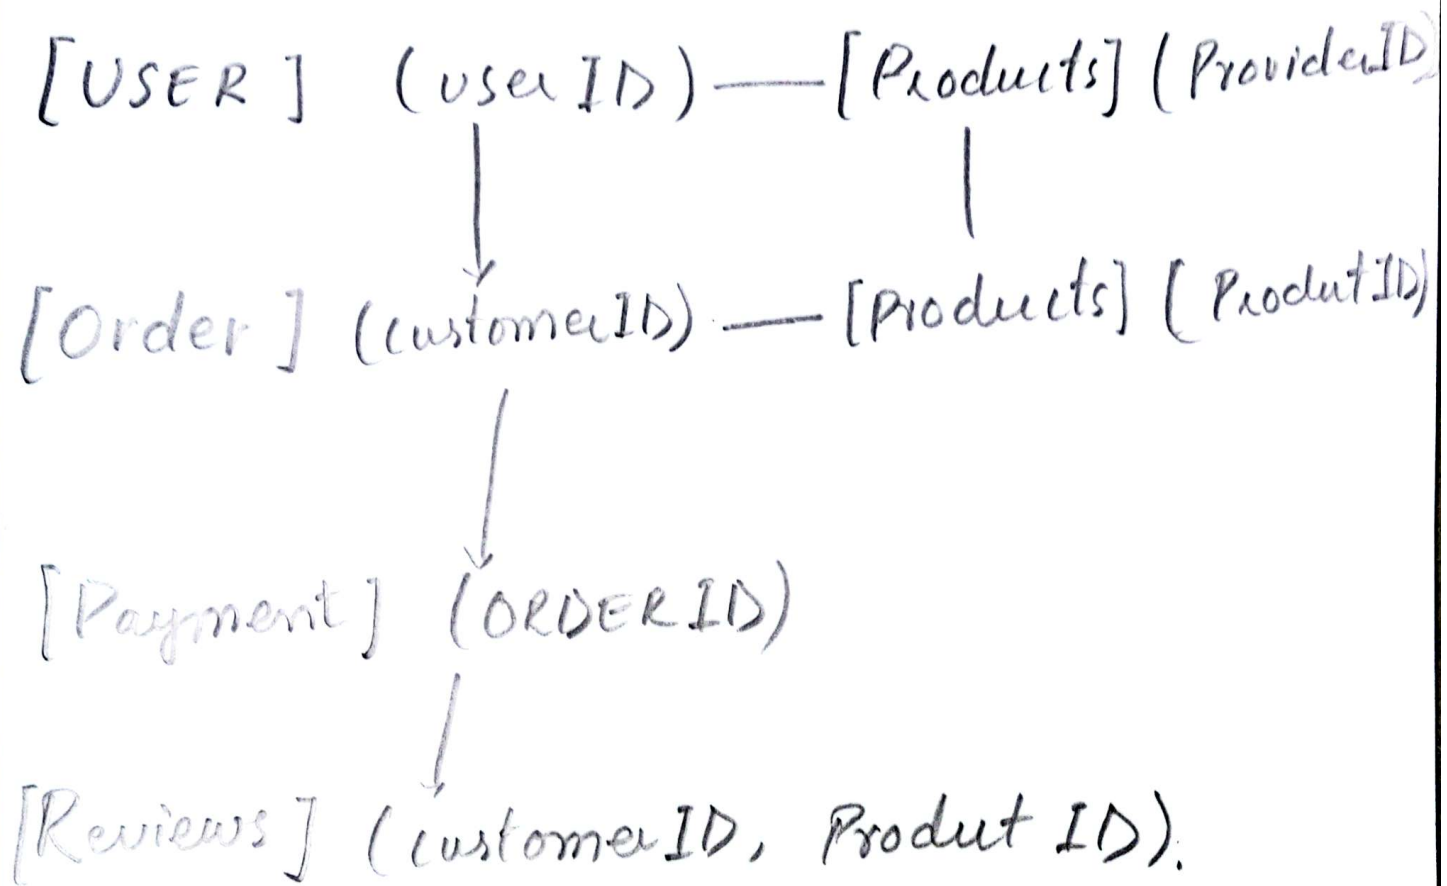 [USER] (userID) — [Products] (ProviderID)
[Order] (customerID) — [Products] (ProdutID)
[Payment] (ORDERID)
[Reviews] (customerID, Produt ID).